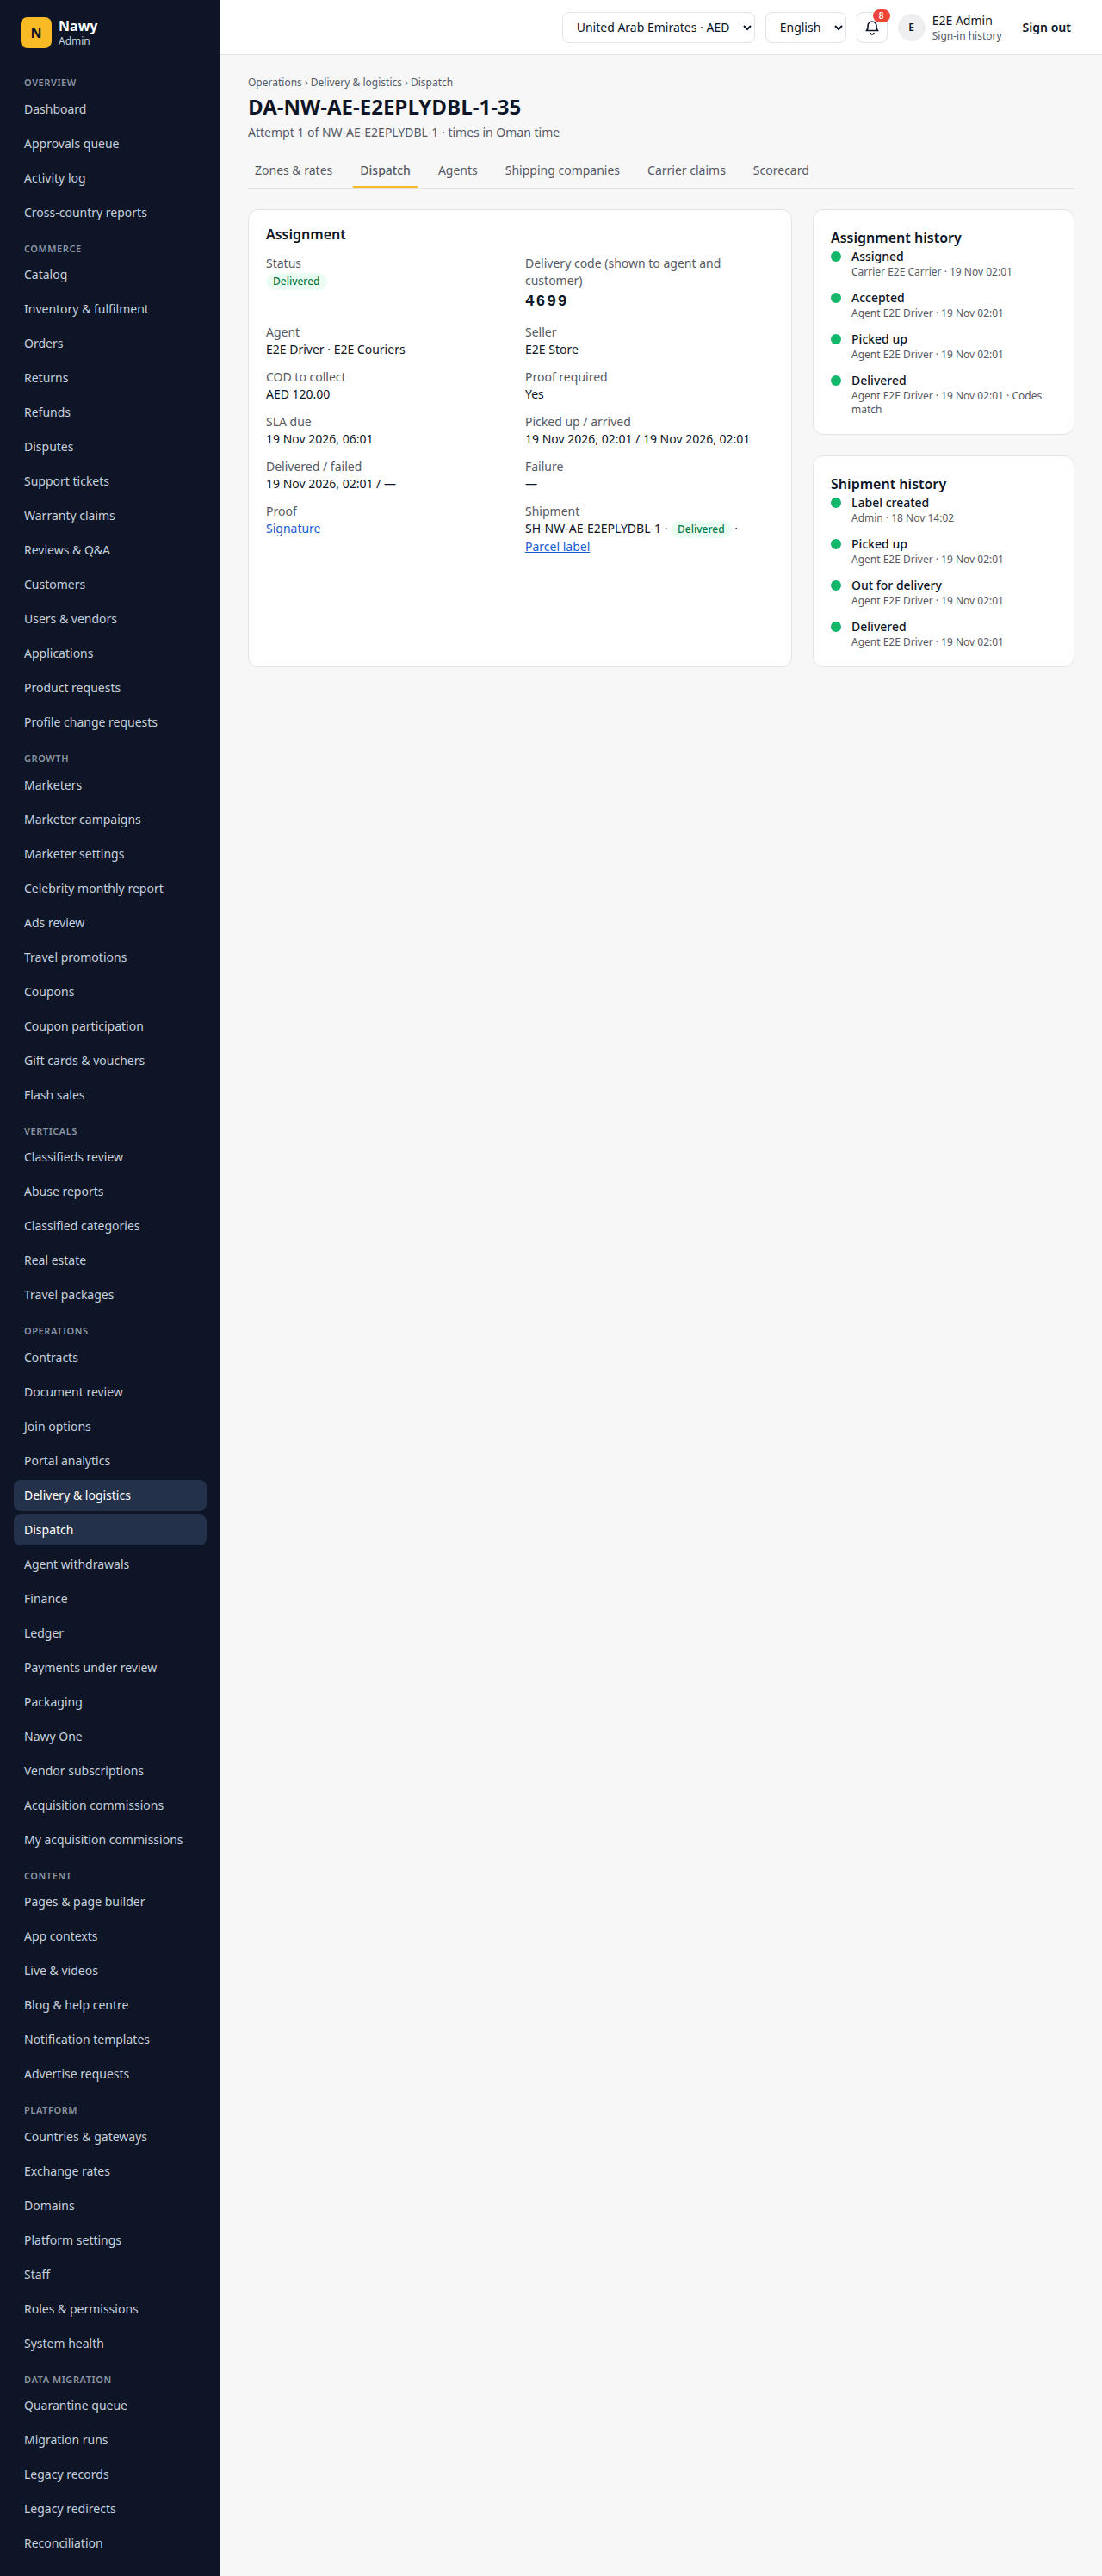 N
Nawy
Admin
OVERVIEW
Dashboard
Approvals queue
Activity log
Cross-country reports
COMMERCE
Catalog
Inventory & fulfilment
Orders
Returns
Refunds
Disputes
Support tickets
Warranty claims
Reviews & Q&A
Customers
Users & vendors
Applications
Product requests
Profile change requests
GROWTH
Marketers
Marketer campaigns
Marketer settings
Celebrity monthly report
Ads review
Travel promotions
Coupons
Coupon participation
Gift cards & vouchers
Flash sales
VERTICALS
Classifieds review
Abuse reports
Classified categories
Real estate
Travel packages
OPERATIONS
Contracts
Document review
Join options
Portal analytics
Delivery & logistics
Dispatch
Agent withdrawals
Finance
Ledger
Payments under review
Packaging
Nawy One
Vendor subscriptions
Acquisition commissions
My acquisition commissions
CONTENT
Pages & page builder
App contexts
Live & videos
Blog & help centre
Notification templates
Advertise requests
PLATFORM
Countries & gateways
Exchange rates
Domains
Platform settings
Staff
Roles & permissions
System health
DATA MIGRATION
Quarantine queue
Migration runs
Legacy records
Legacy redirects
Reconciliation
United Arab Emirates · AED
English
8
E
E2E Admin
Sign-in history
Sign out
Operations › Delivery & logistics › Dispatch
DA-NW-AE-E2EPLYDBL-1-35
Attempt 1 of NW-AE-E2EPLYDBL-1 · times in Oman time
Zones & rates
Dispatch
Agents
Shipping companies
Carrier claims
Scorecard
Assignment
Status
Delivered
Delivery code (shown to agent and
customer)
4699
Agent
E2E Driver · E2E Couriers
Seller
E2E Store
COD to collect
AED 120.00
Proof required
Yes
SLA due
19 Nov 2026, 06:01
Picked up / arrived
19 Nov 2026, 02:01 / 19 Nov 2026, 02:01
Delivered / failed
19 Nov 2026, 02:01 / —
Failure
—
Proof
Signature
Shipment
SH-NW-AE-E2EPLYDBL-1 · Delivered ·
Parcel label
Assignment history
Assigned
Carrier E2E Carrier · 19 Nov 02:01
Accepted
Agent E2E Driver · 19 Nov 02:01
Picked up
Agent E2E Driver · 19 Nov 02:01
Delivered
Agent E2E Driver · 19 Nov 02:01 · Codes
match
Shipment history
Label created
Admin · 18 Nov 14:02
Picked up
Agent E2E Driver · 19 Nov 02:01
Out for delivery
Agent E2E Driver · 19 Nov 02:01
Delivered
Agent E2E Driver · 19 Nov 02:01